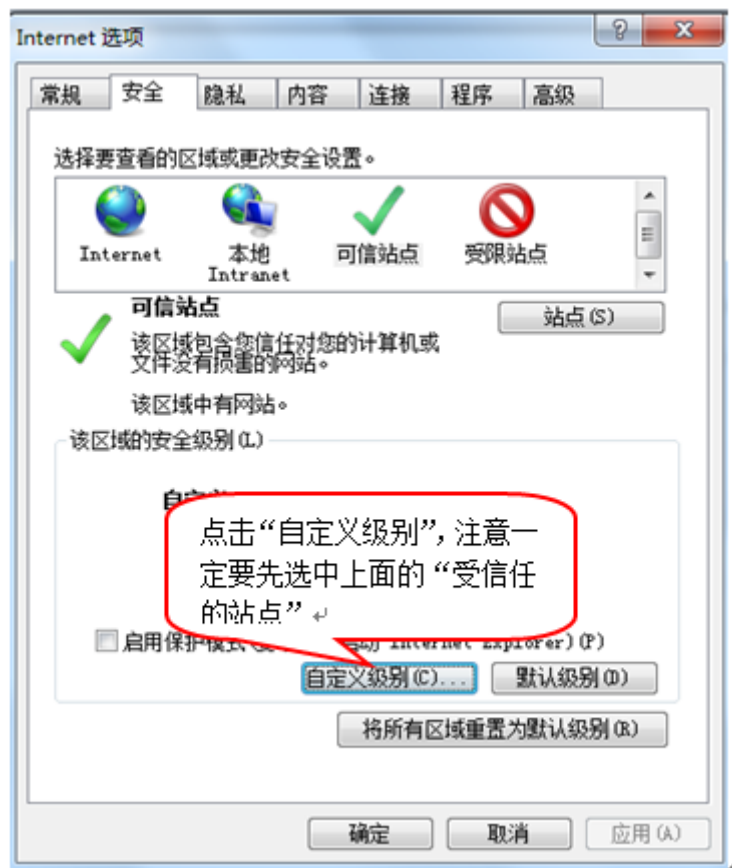 Internet 选项
常规 安全 隐私 内容 连接 程序 高级
选择要查看的区域或更改安全设置。
Internet 本地 Intranet 可信站点 受限站点
可信站点
站点(S)
该区域包含您信任对您的计算机或
文件没有损害的网站。
该区域中有网站。
该区域的安全级别(L)
点击“自定义级别”，注意一
定要先选中上面的“受信任
的站点”
启用保护模式 Internet Explorer)(P)
自定义级别(C)... 默认级别(D)
将所有区域重置为默认级别(R)
确定 取消 应用(A)